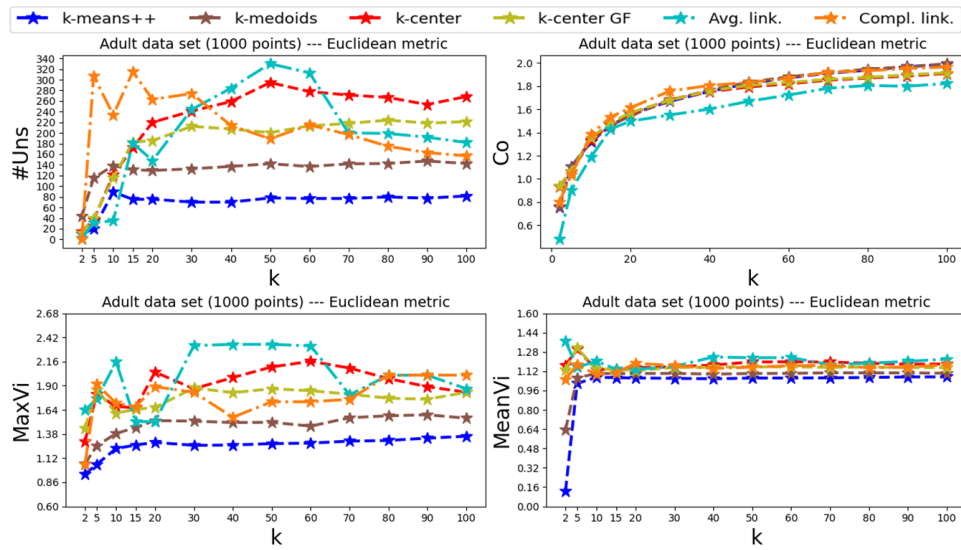 k-means++ k-medoids k-center k-center GF Avg. link. Compl. link.
Adult data set (1000 points) --- Euclidean metric
#Uns
340
320
300
280
260
240
220
200
180
160
140
120
100
80
60
40
20
0
2 5 10 15 20 30 40 50 60 70 80 90 100
k
Adult data set (1000 points) --- Euclidean metric
Co
2.0
1.8
1.6
1.4
1.2
1.0
0.8
0.6
0 10 20 30 40 50 60 70 80 90 100
k
Adult data set (1000 points) --- Euclidean metric
MaxVi
2.68
2.42
2.16
1.90
1.64
1.38
1.12
0.86
0.60
2 5 10 15 20 30 40 50 60 70 80 90 100
k
Adult data set (1000 points) --- Euclidean metric
MeanVi
1.60
1.44
1.28
1.12
0.96
0.80
0.64
0.48
0.32
0.16
0.00
2 5 10 15 20 30 40 50 60 70 80 90 100
k